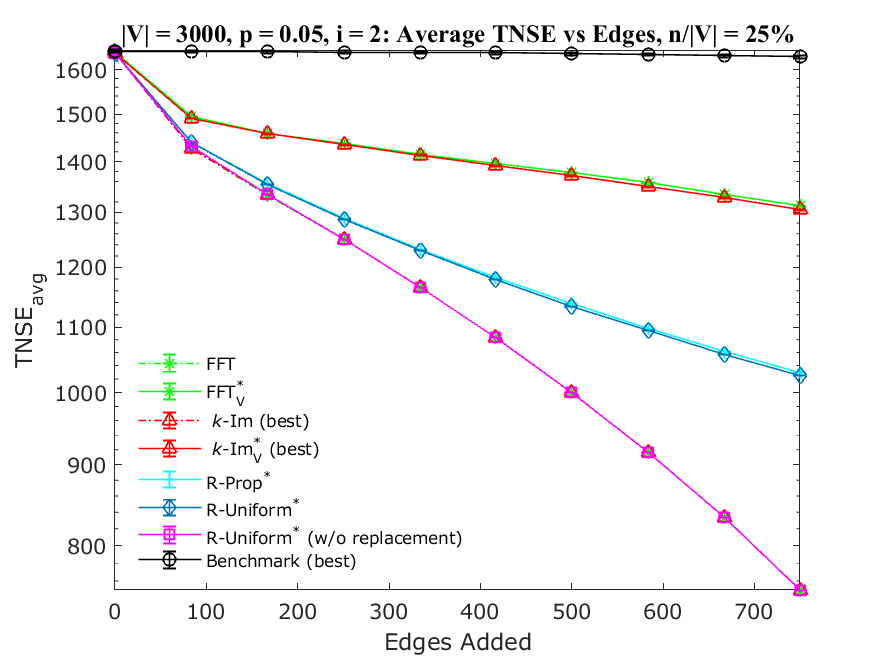 |V| = 3000, p = 0.05, i = 2: Average TNSE vs Edges, n/|V| = 25%
1600
1500
1400
1300
1200
1100
1000
900
800
TNSE_avg
FFT
FFT*_V
k-Im (best)
k-Im*_V (best)
R-Prop*
R-Uniform*
R-Uniform* (w/o replacement)
Benchmark (best)
0 100 200 300 400 500 600 700
Edges Added